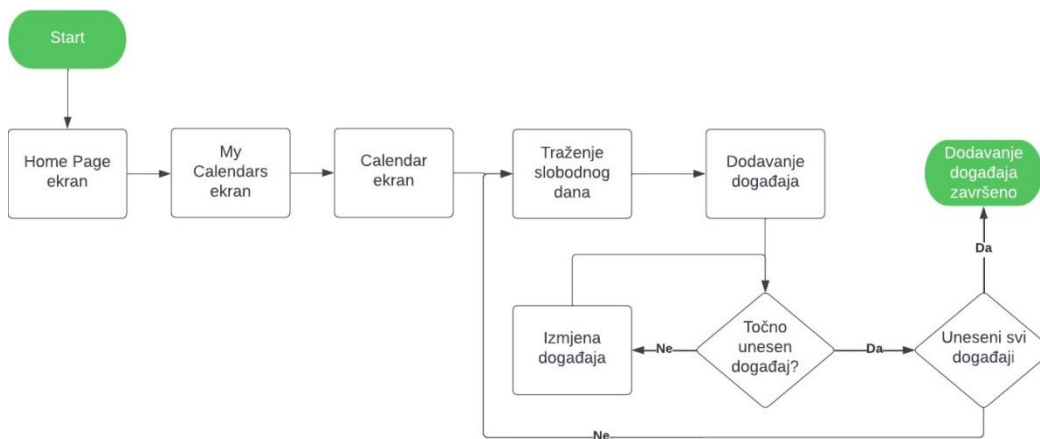 Start
Home Page
ekran
My
Calendars
ekran
Calendar
ekran
Traženje
slobodnog
dana
Dodavanje
događaja
Dodavanje
događaja
završeno
Da
Izmjena
događaja
Ne
Točno
unesen
događaj?
Da
Uneseni svi
događaji
Ne